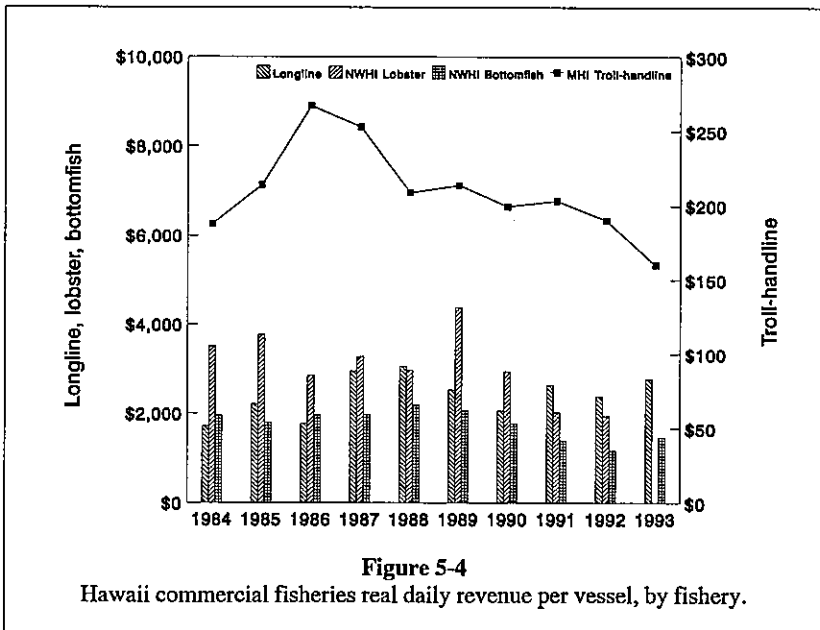 $10,000
$8,000
$6,000
$4,000
$2,000
$0
Longline, lobster, bottomfish
Longline NWHI Lobster NWHI Bottomfish MHI Troll-handline
$300
$250
$200
$150
$100
$50
$0
Troll-handline
1984 1985 1986 1987 1988 1989 1990 1991 1992 1993
Figure 5-4
Hawaii commercial fisheries real daily revenue per vessel, by fishery.